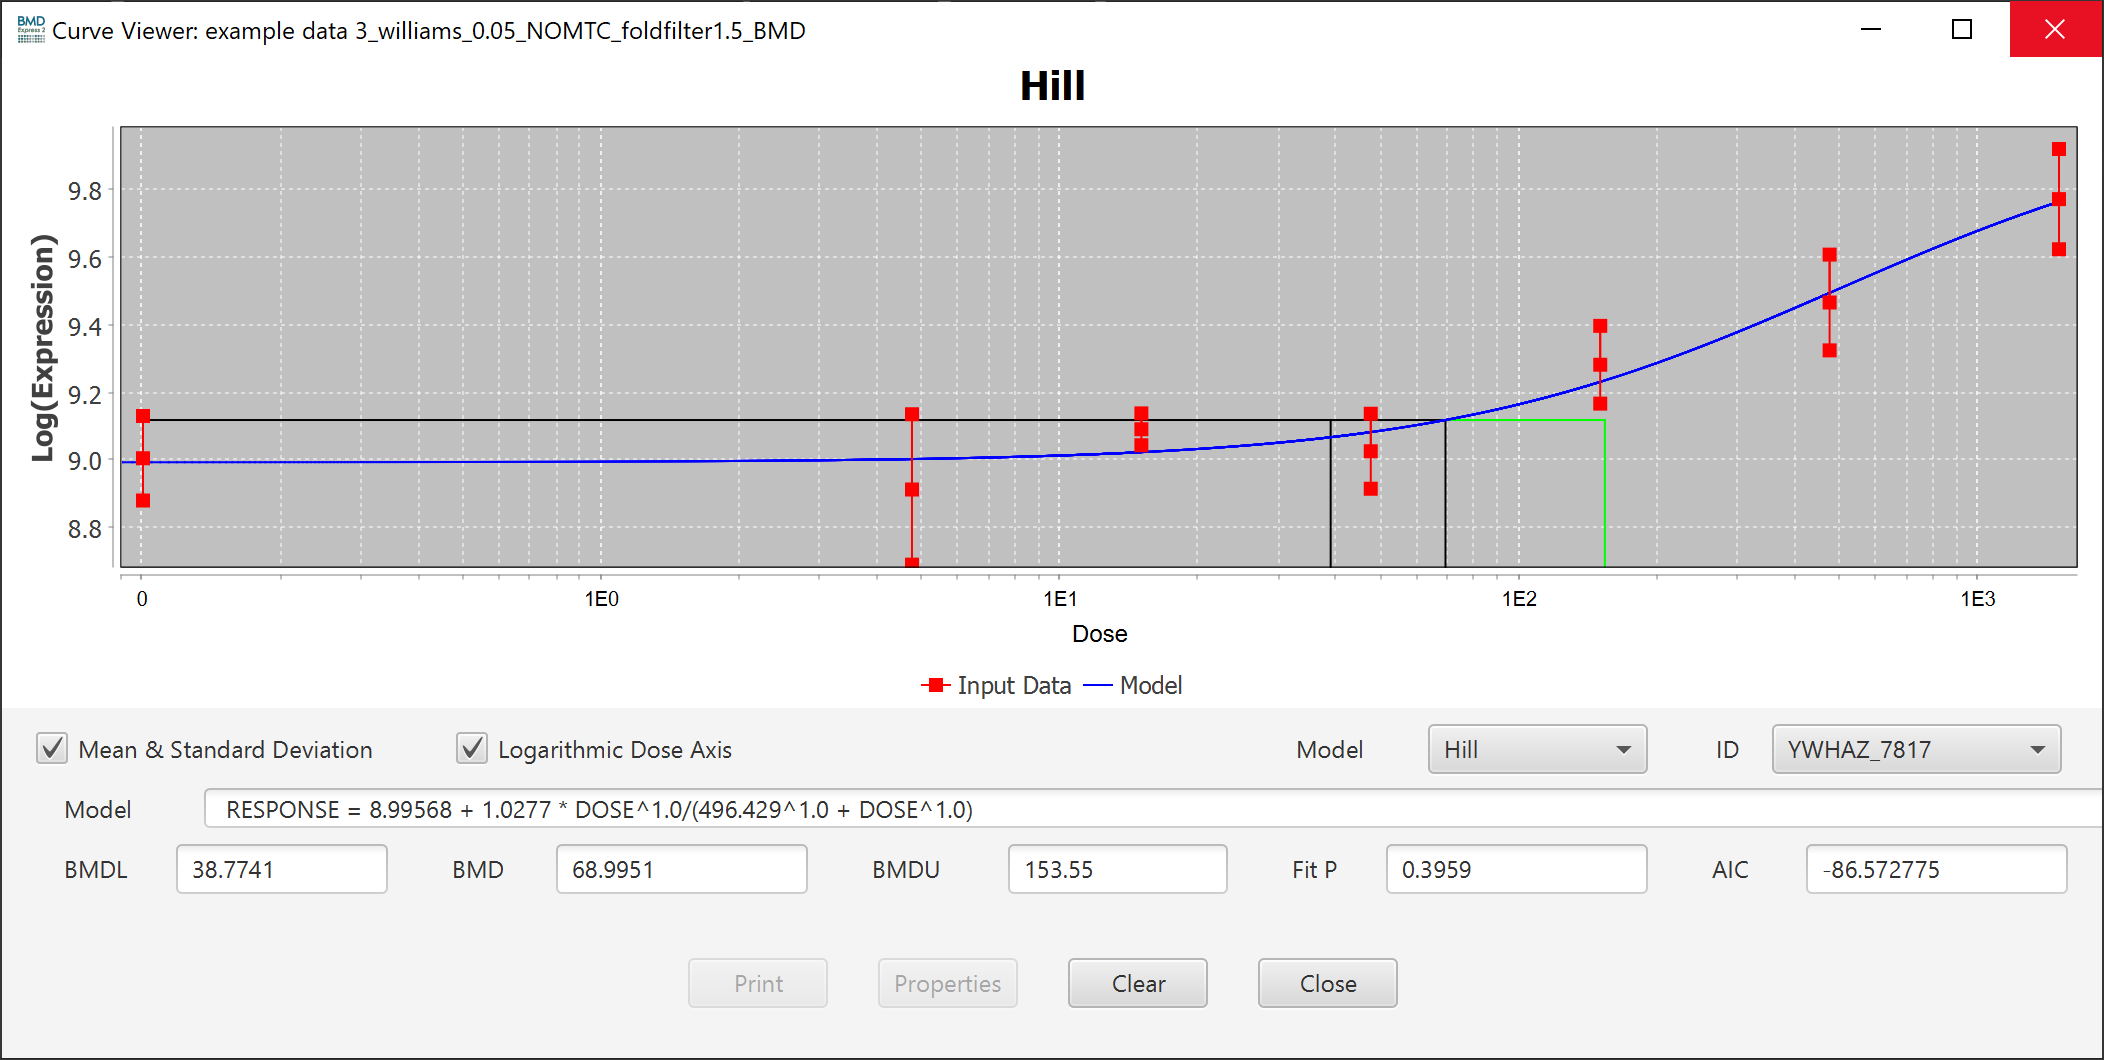 BMD
Express 2
Curve Viewer: example data 3_williams_0.05_NOMTC_foldfilter1.5_BMD
Hill
Log(Expression)
9.8
9.6
9.4
9.2
9.0
8.8
0 1E0 1E1 1E2 1E3
Dose
Input Data Model
Mean & Standard Deviation Logarithmic Dose Axis Model Hill ID YWHAZ_7817
Model RESPONSE = 8.99568 + 1.0277 * DOSE^1.0/(496.429^1.0 + DOSE^1.0)
BMDL 38.7741 BMD 68.9951 BMDU 153.55 Fit P 0.3959 AIC -86.572775
Print Properties Clear Close